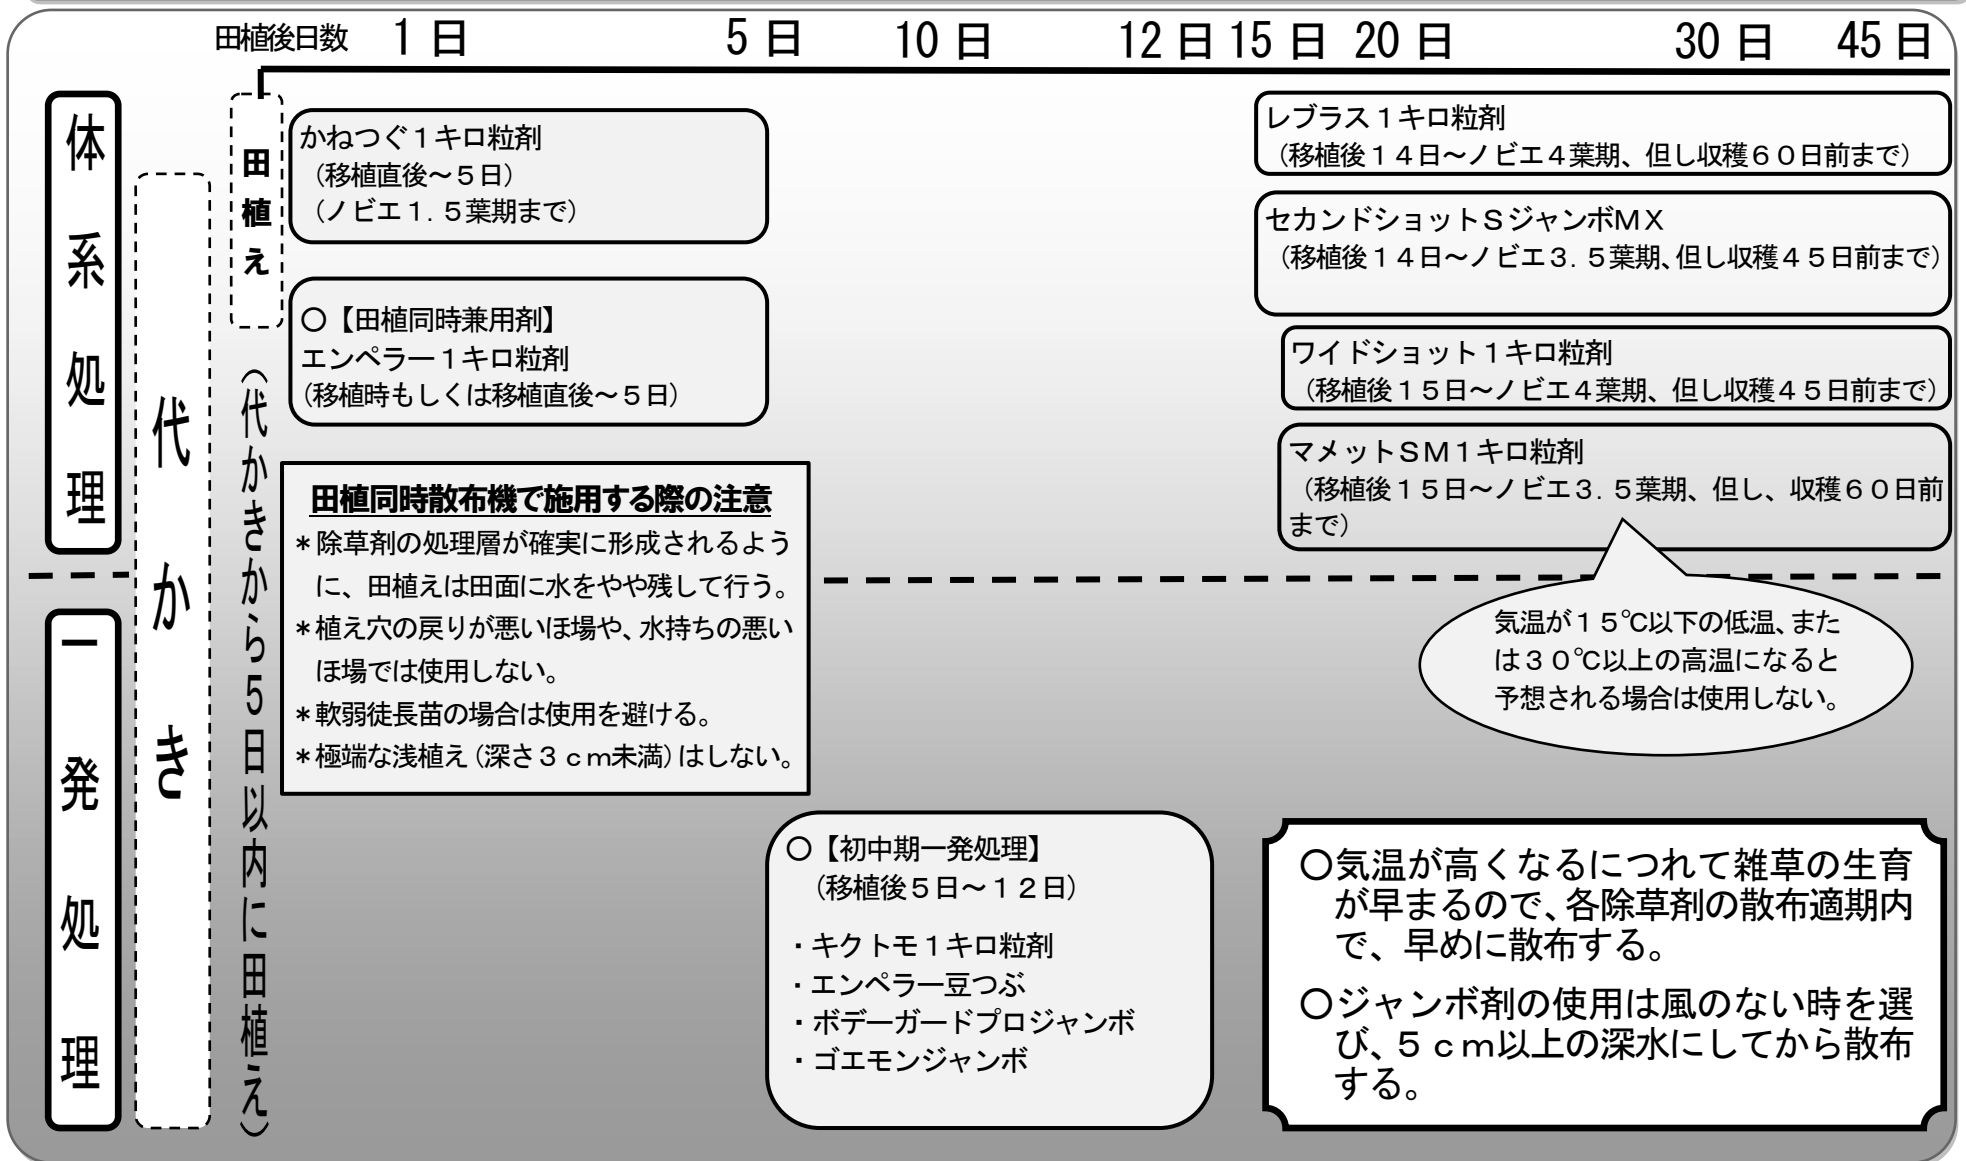 田植後日数 1日 5日 10日 12日 15日 20日 30日 45日
体系処理
代かき
田植え
（代かきから5日以内に田植え）
かねつぐ１キロ粒剤
（移植直後～５日）
（ノビエ１．５葉期まで）
〇【田植同時兼用剤】
エンペラー１キロ粒剤
（移植時もしくは移植直後～５日）
レブラス１キロ粒剤
（移植後１４日～ノビエ４葉期、但し収穫６０日前まで）
セカンドショットＳジャンボＭＸ
（移植後１４日～ノビエ３．５葉期、但し収穫４５日前まで）
ワイドショット１キロ粒剤
（移植後１５日～ノビエ４葉期、但し収穫４５日前まで）
マメットＳＭ１キロ粒剤
（移植後１５日～ノビエ３．５葉期、但し、収穫６０日前
まで）
気温が１５℃以下の低温、また
は３０℃以上の高温になると
予想される場合は使用しない。
田植同時散布機で施用する際の注意
＊除草剤の処理層が確実に形成されるよう
に、田植えは田面に水をやや残して行う。
＊植え穴の戻りが悪いほ場や、水持ちの悪い
ほ場では使用しない。
＊軟弱徒長苗の場合は使用を避ける。
＊極端な浅植え（深さ３ｃｍ未満）はしない。
一発処理
〇【初中期一発処理】
（移植後５日～１２日）
・キクトモ１キロ粒剤
・エンペラー豆つぶ
・ボデーガードプロジャンボ
・ゴエモンジャンボ
〇気温が高くなるにつれて雑草の生育
が早まるので、各除草剤の散布適期内
で、早めに散布する。
〇ジャンボ剤の使用は風のない時を選
び、５ｃｍ以上の深水にしてから散布
する。